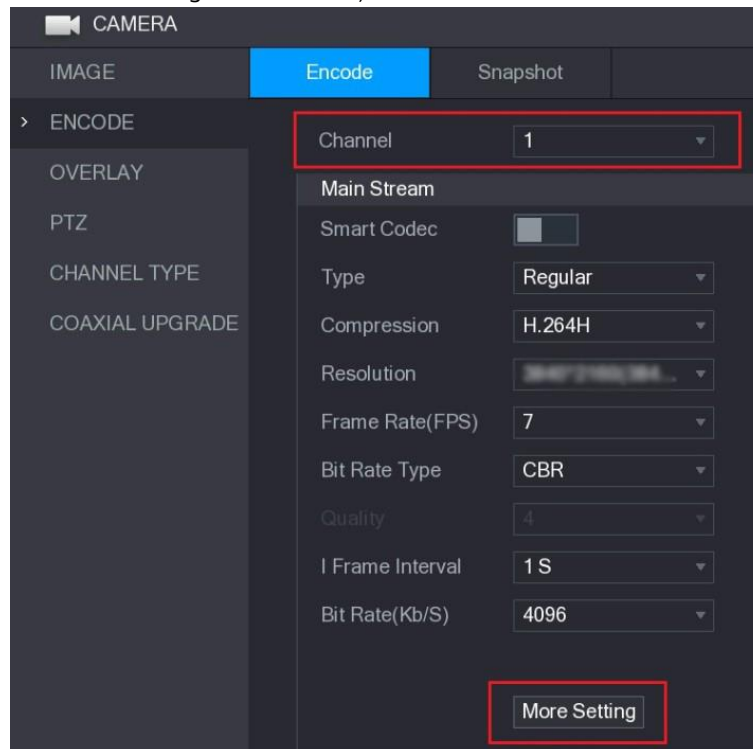 CAMERA
IMAGE
Encode Snapshot
> ENCODE
Channel 1
OVERLAY
Main Stream
PTZ
Smart Codec
CHANNEL TYPE
Type Regular
COAXIAL UPGRADE
Compression H.264H
Resolution
Frame Rate(FPS) 7
Bit Rate Type CBR
Quality 4
I Frame Interval 1 S
Bit Rate(Kb/S) 4096
More Setting